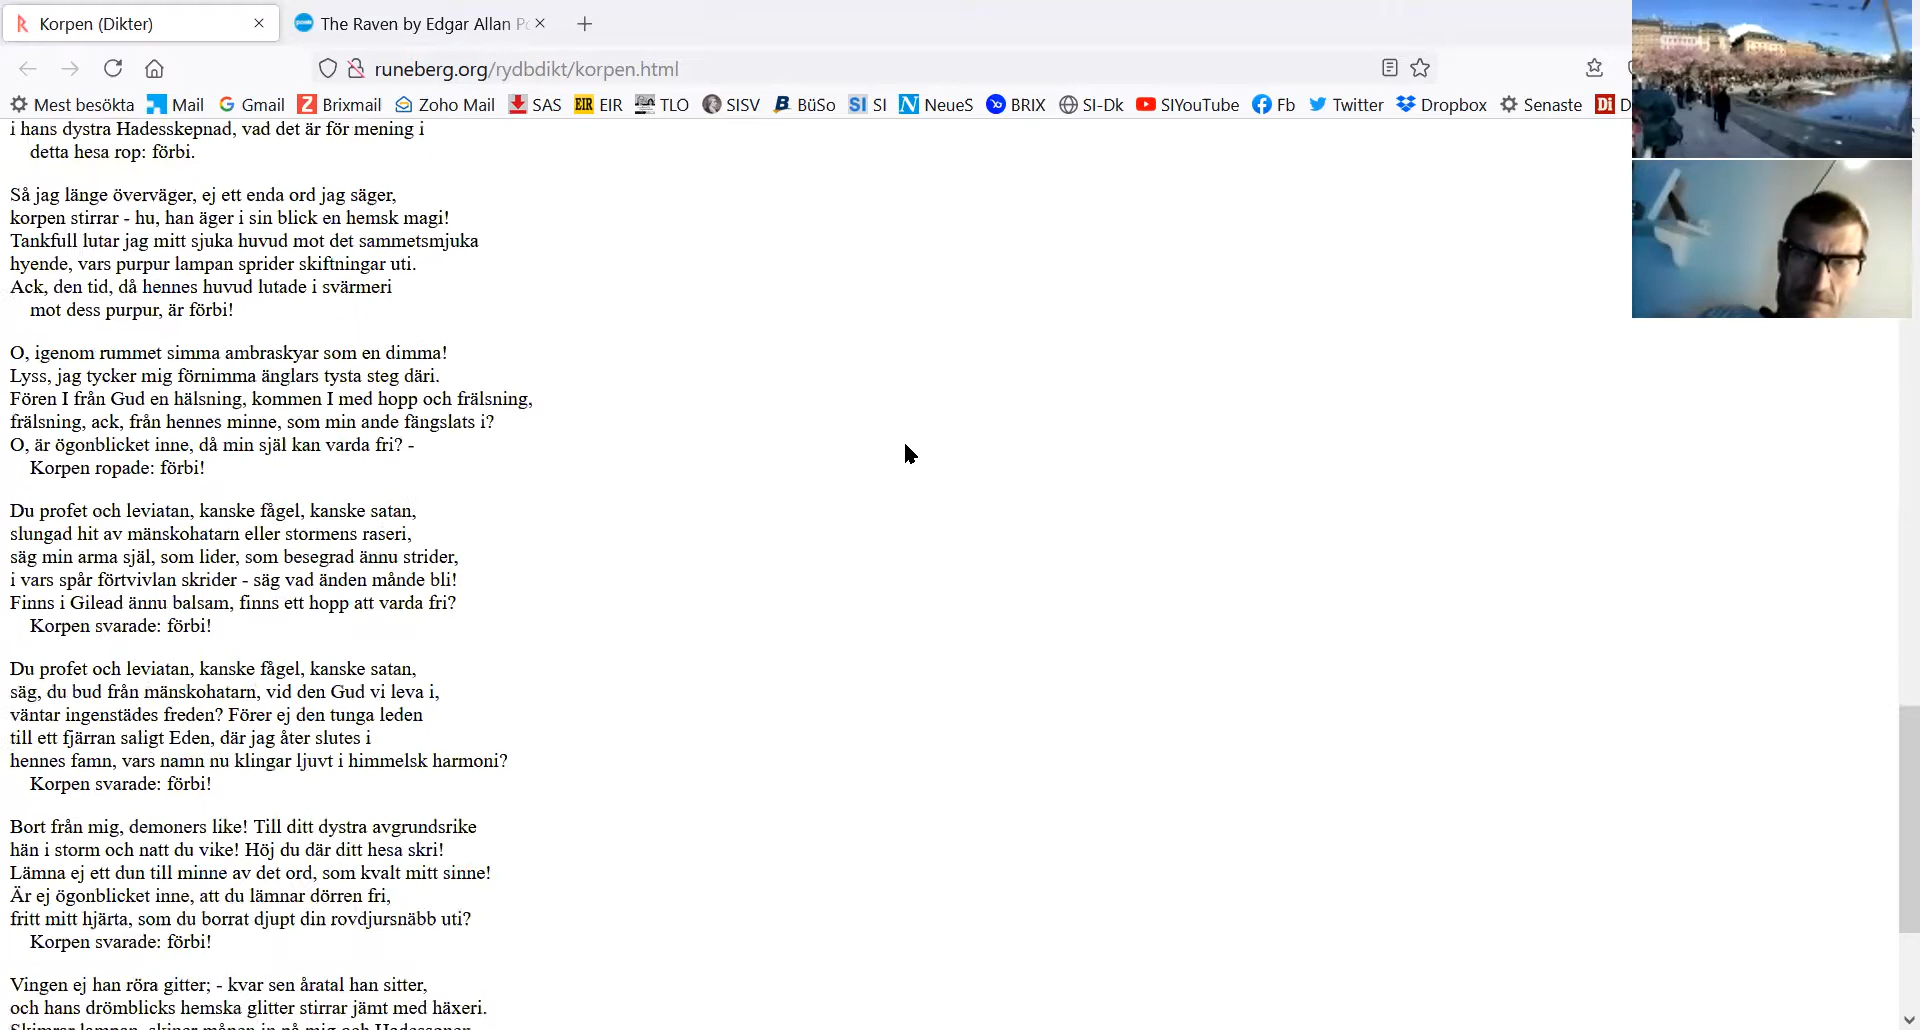 Korpen (Dikter)
The Raven by Edgar Allan
runeberg.org/rydbdikt/korpen.html
Mest besökta Mail Gmail Brixmail Zoho Mail SAS EIR EIR TLO SISV BüSo SI SI NeueS BRIX SI-Dk SIYouTube Fb Twitter Dropbox Senaste Di D
i hans dystra Hadesskepnad, vad det är för mening i
detta hesa rop: förbi.
Så jag länge överväger, ej ett enda ord jag säger,
korpen stirrar - hu, han äger i sin blick en hemsk magi!
Tankfull lutar jag mitt sjuka huvud mot det sammetsmjuka
hyende, vars purpur lampan sprider skiftningar uti.
Ack, den tid, då hennes huvud lutade i svärmeri
mot dess purpur, är förbi!
O, igenom rummet simma ambraskyar som en dimma!
Lyss, jag tycker mig förnimma änglars tysta steg däri.
Fören I från Gud en hälsning, kommen I med hopp och frälsning,
frälsning, ack, från hennes minne, som min ande fängslats i?
O, är ögonblicket inne, då min själ kan varda fri? -
Korpen ropade: förbi!
Du profet och leviatan, kanske fågel, kanske satan,
slungad hit av mänskohatarn eller stormens raseri,
säg min arma själ, som lider, som besegrad ännu strider,
i vars spår förtvivlan skrider - säg vad änden månde bli!
Finns i Gilead ännu balsam, finns ett hopp att varda fri?
Korpen svarade: förbi!
Du profet och leviatan, kanske fågel, kanske satan,
säg, du bud från mänskohatarn, vid den Gud vi leva i,
väntar ingenstädes freden? Förer ej den tunga leden
till ett fjärran saligt Eden, där jag åter slutes i
hennes famn, vars namn nu klingar ljuvt i himmelsk harmoni?
Korpen svarade: förbi!
Bort från mig, demoners like! Till ditt dystra avgrundsrike
hän i storm och natt du vike! Höj du där ditt hesa skri!
Lämna ej ett dun till minne av det ord, som kvalt mitt sinne!
Är ej ögonblicket inne, att du lämnar dörren fri,
fritt mitt hjärta, som du borrat djupt din rovdjursnäbb uti?
Korpen svarade: förbi!
Vingen ej han röra gitter; - kvar sen åratal han sitter,
och hans drömblicks hemska glitter stirrar jämt med häxeri.
Skimrar lampan, skiner månen in på mig och Hadessonen,